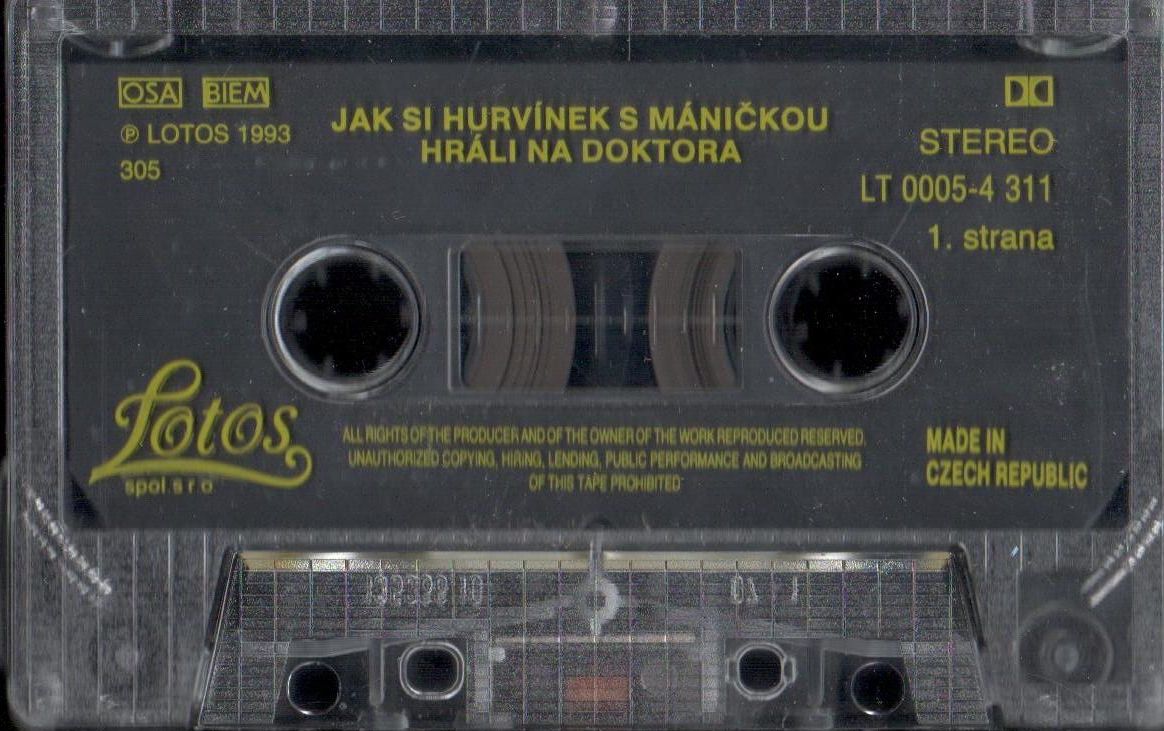 OSA BIEM
℗ LOTOS 1993
305
JAK SI HURVÍNEK S MÁNIČKOU
HRÁLI NA DOKTORA
STEREO
LT 0005-4 311
1. strana
Lotos
spol s r o
ALL RIGHTS OF THE PRODUCER AND OF THE OWNER OF THE WORK REPRODUCED RESERVED.
UNAUTHORIZED COPYING, HIRING, LENDING, PUBLIC PERFORMANCE AND BROADCASTING
OF THIS TAPE PROHIBITED
MADE IN
CZECH REPUBLIC